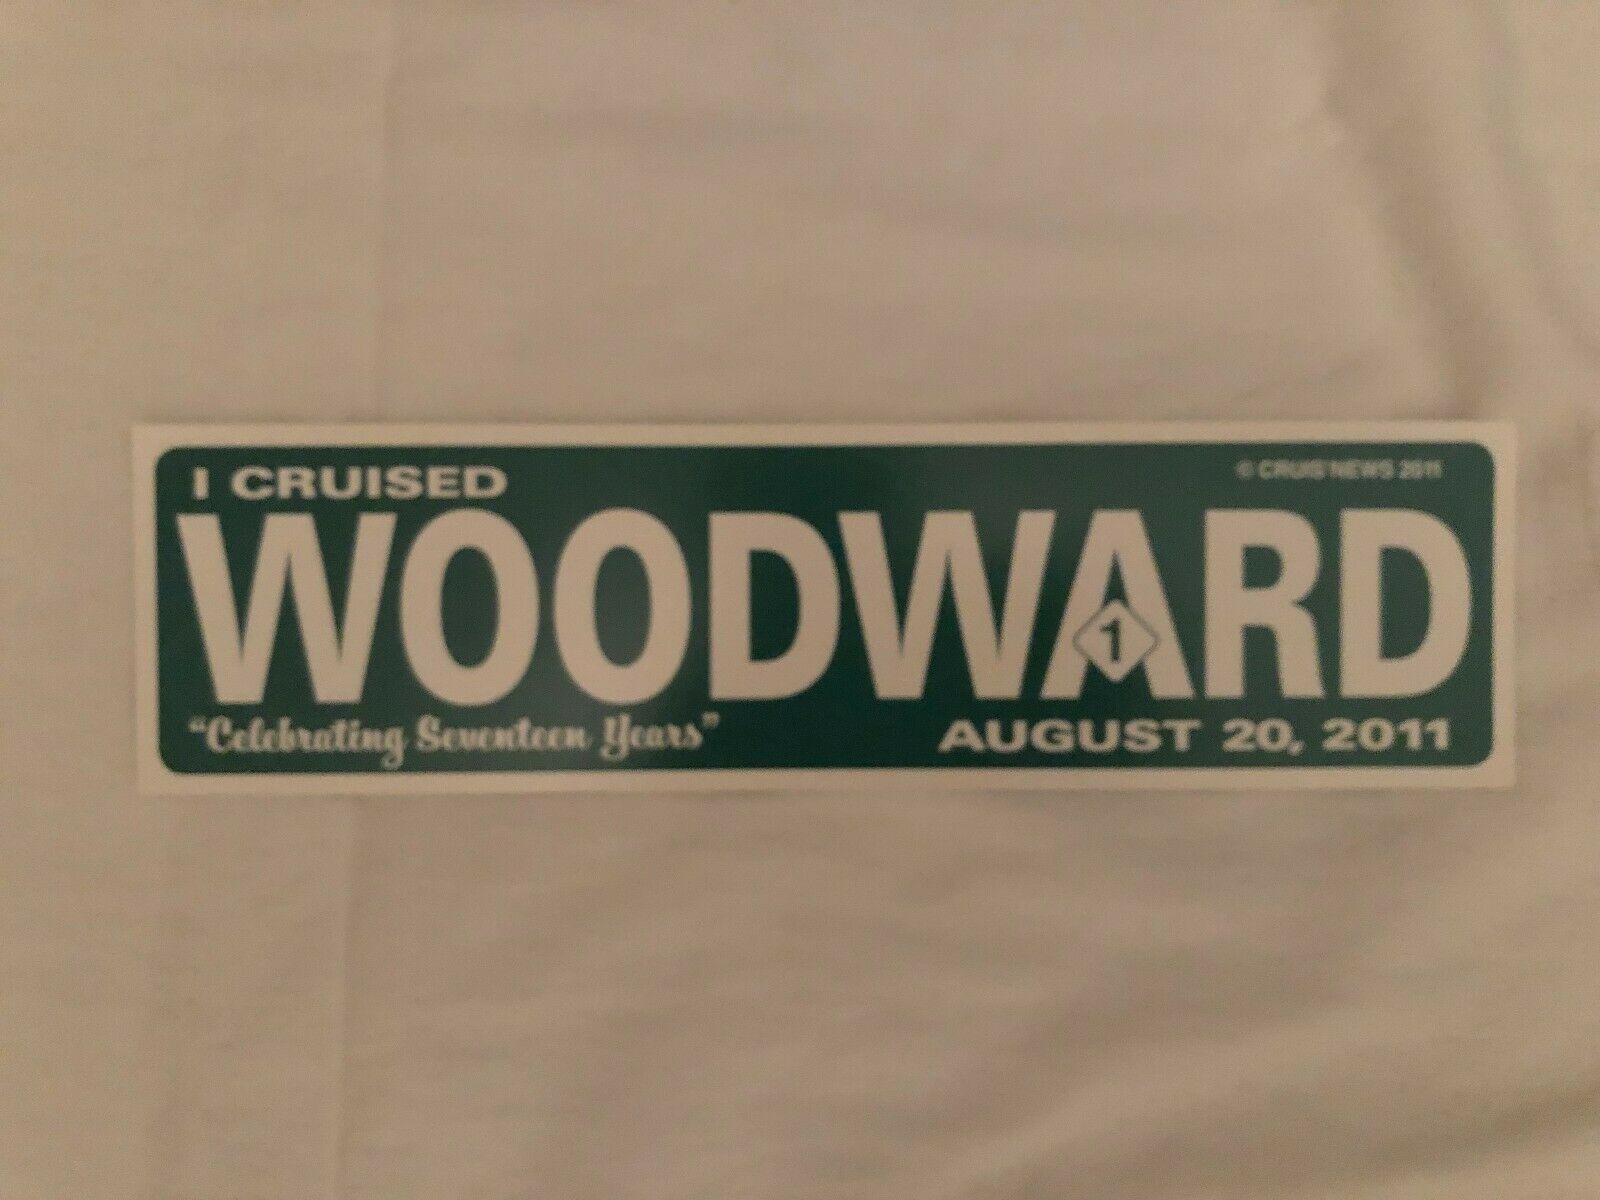 I CRUISED
© CRUIS'NEWS 2011
WOODWARD
1
"Celebrating Seventeen Years"
AUGUST 20, 2011